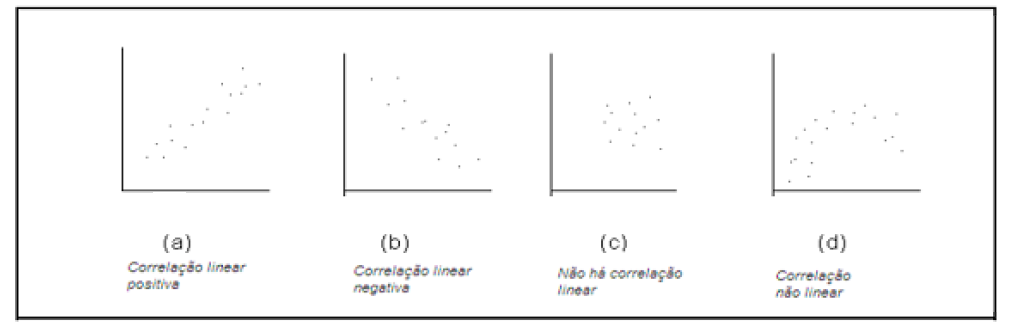 (a)
Correlação linear
positiva
(b)
Correlação linear
negativa
(c)
Não há correlação
linear
(d)
Correlação
não linear